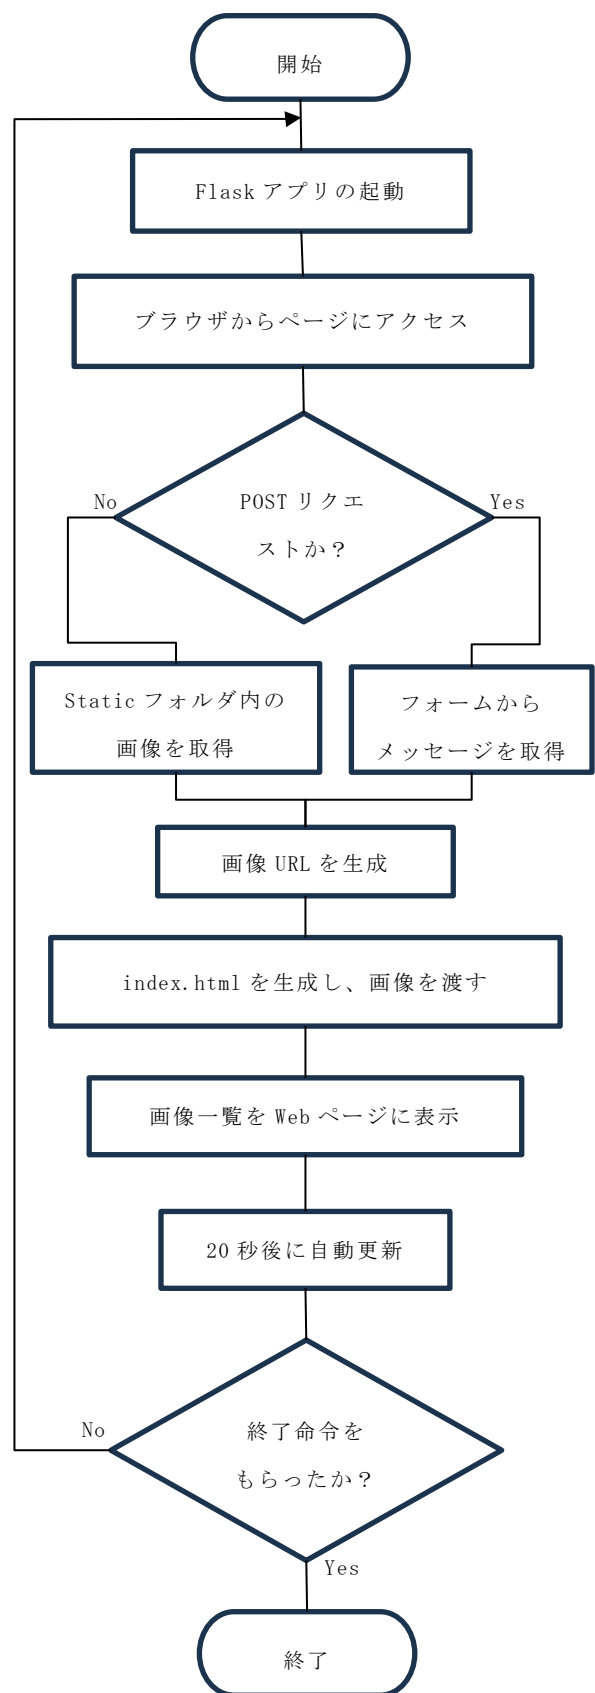 開始
Flask アプリの起動
ブラウザからページにアクセス
No
Yes
POST リクエ
ストか？
Static フォルダ内の
画像を取得
フォームから
メッセージを取得
画像 URL を生成
index.html を生成し、画像を渡す
画像一覧を Web ページに表示
20 秒後に自動更新
No
終了命令を
もらったか？
Yes
終了